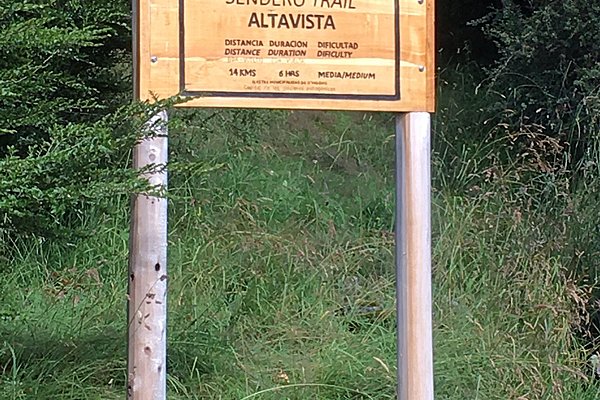 SENDERO TRAIL
ALTAVISTA
DISTANCIA DURACIÓN DIFICULTAD
DISTANCE DURATION DIFICULTY
14 KMS 6 HRS MEDIA/MEDIUM